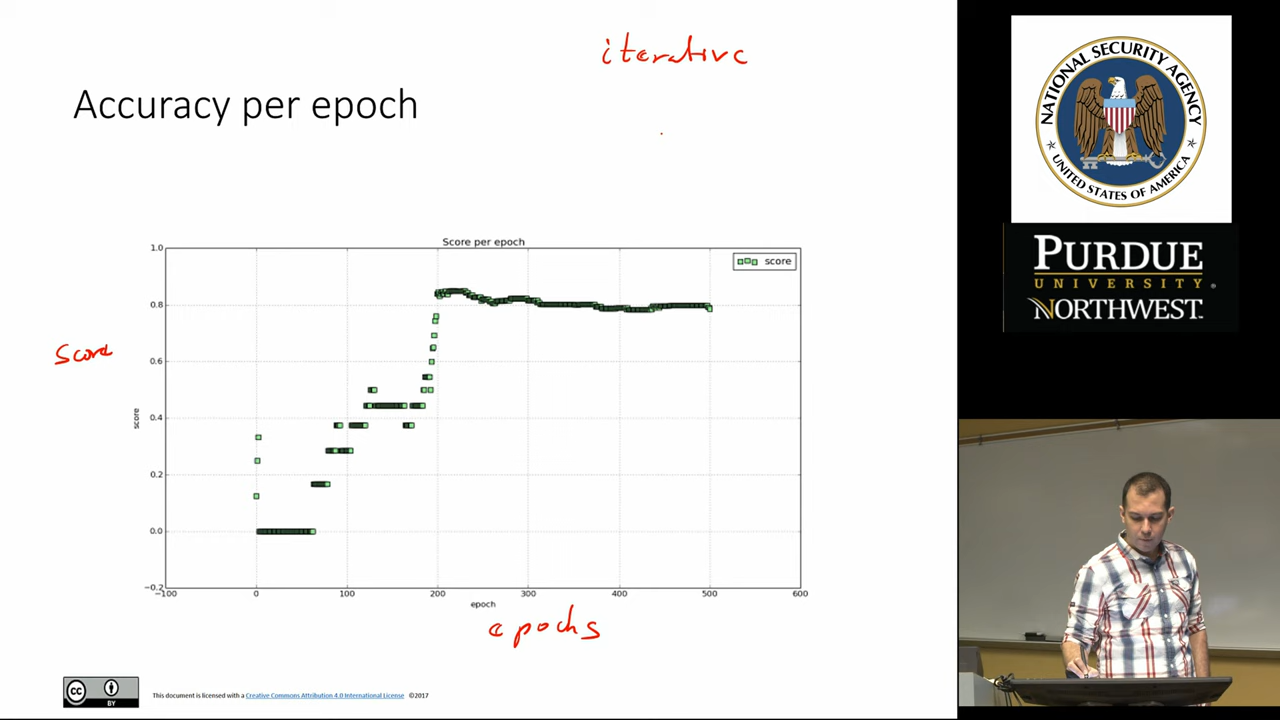 iterative
Accuracy per epoch
Score per epoch
score
1.0
0.8
0.6
0.4
0.2
0.0
-0.2
score
Score
-100
0
100
200
300
400
500
600
epoch
epochs
CC BY
This document is licensed with a Creative Commons Attribution 4.0 International License ©2017
NATIONAL SECURITY AGENCY
UNITED STATES OF AMERICA
PURDUE
UNIVERSITY
NORTHWEST